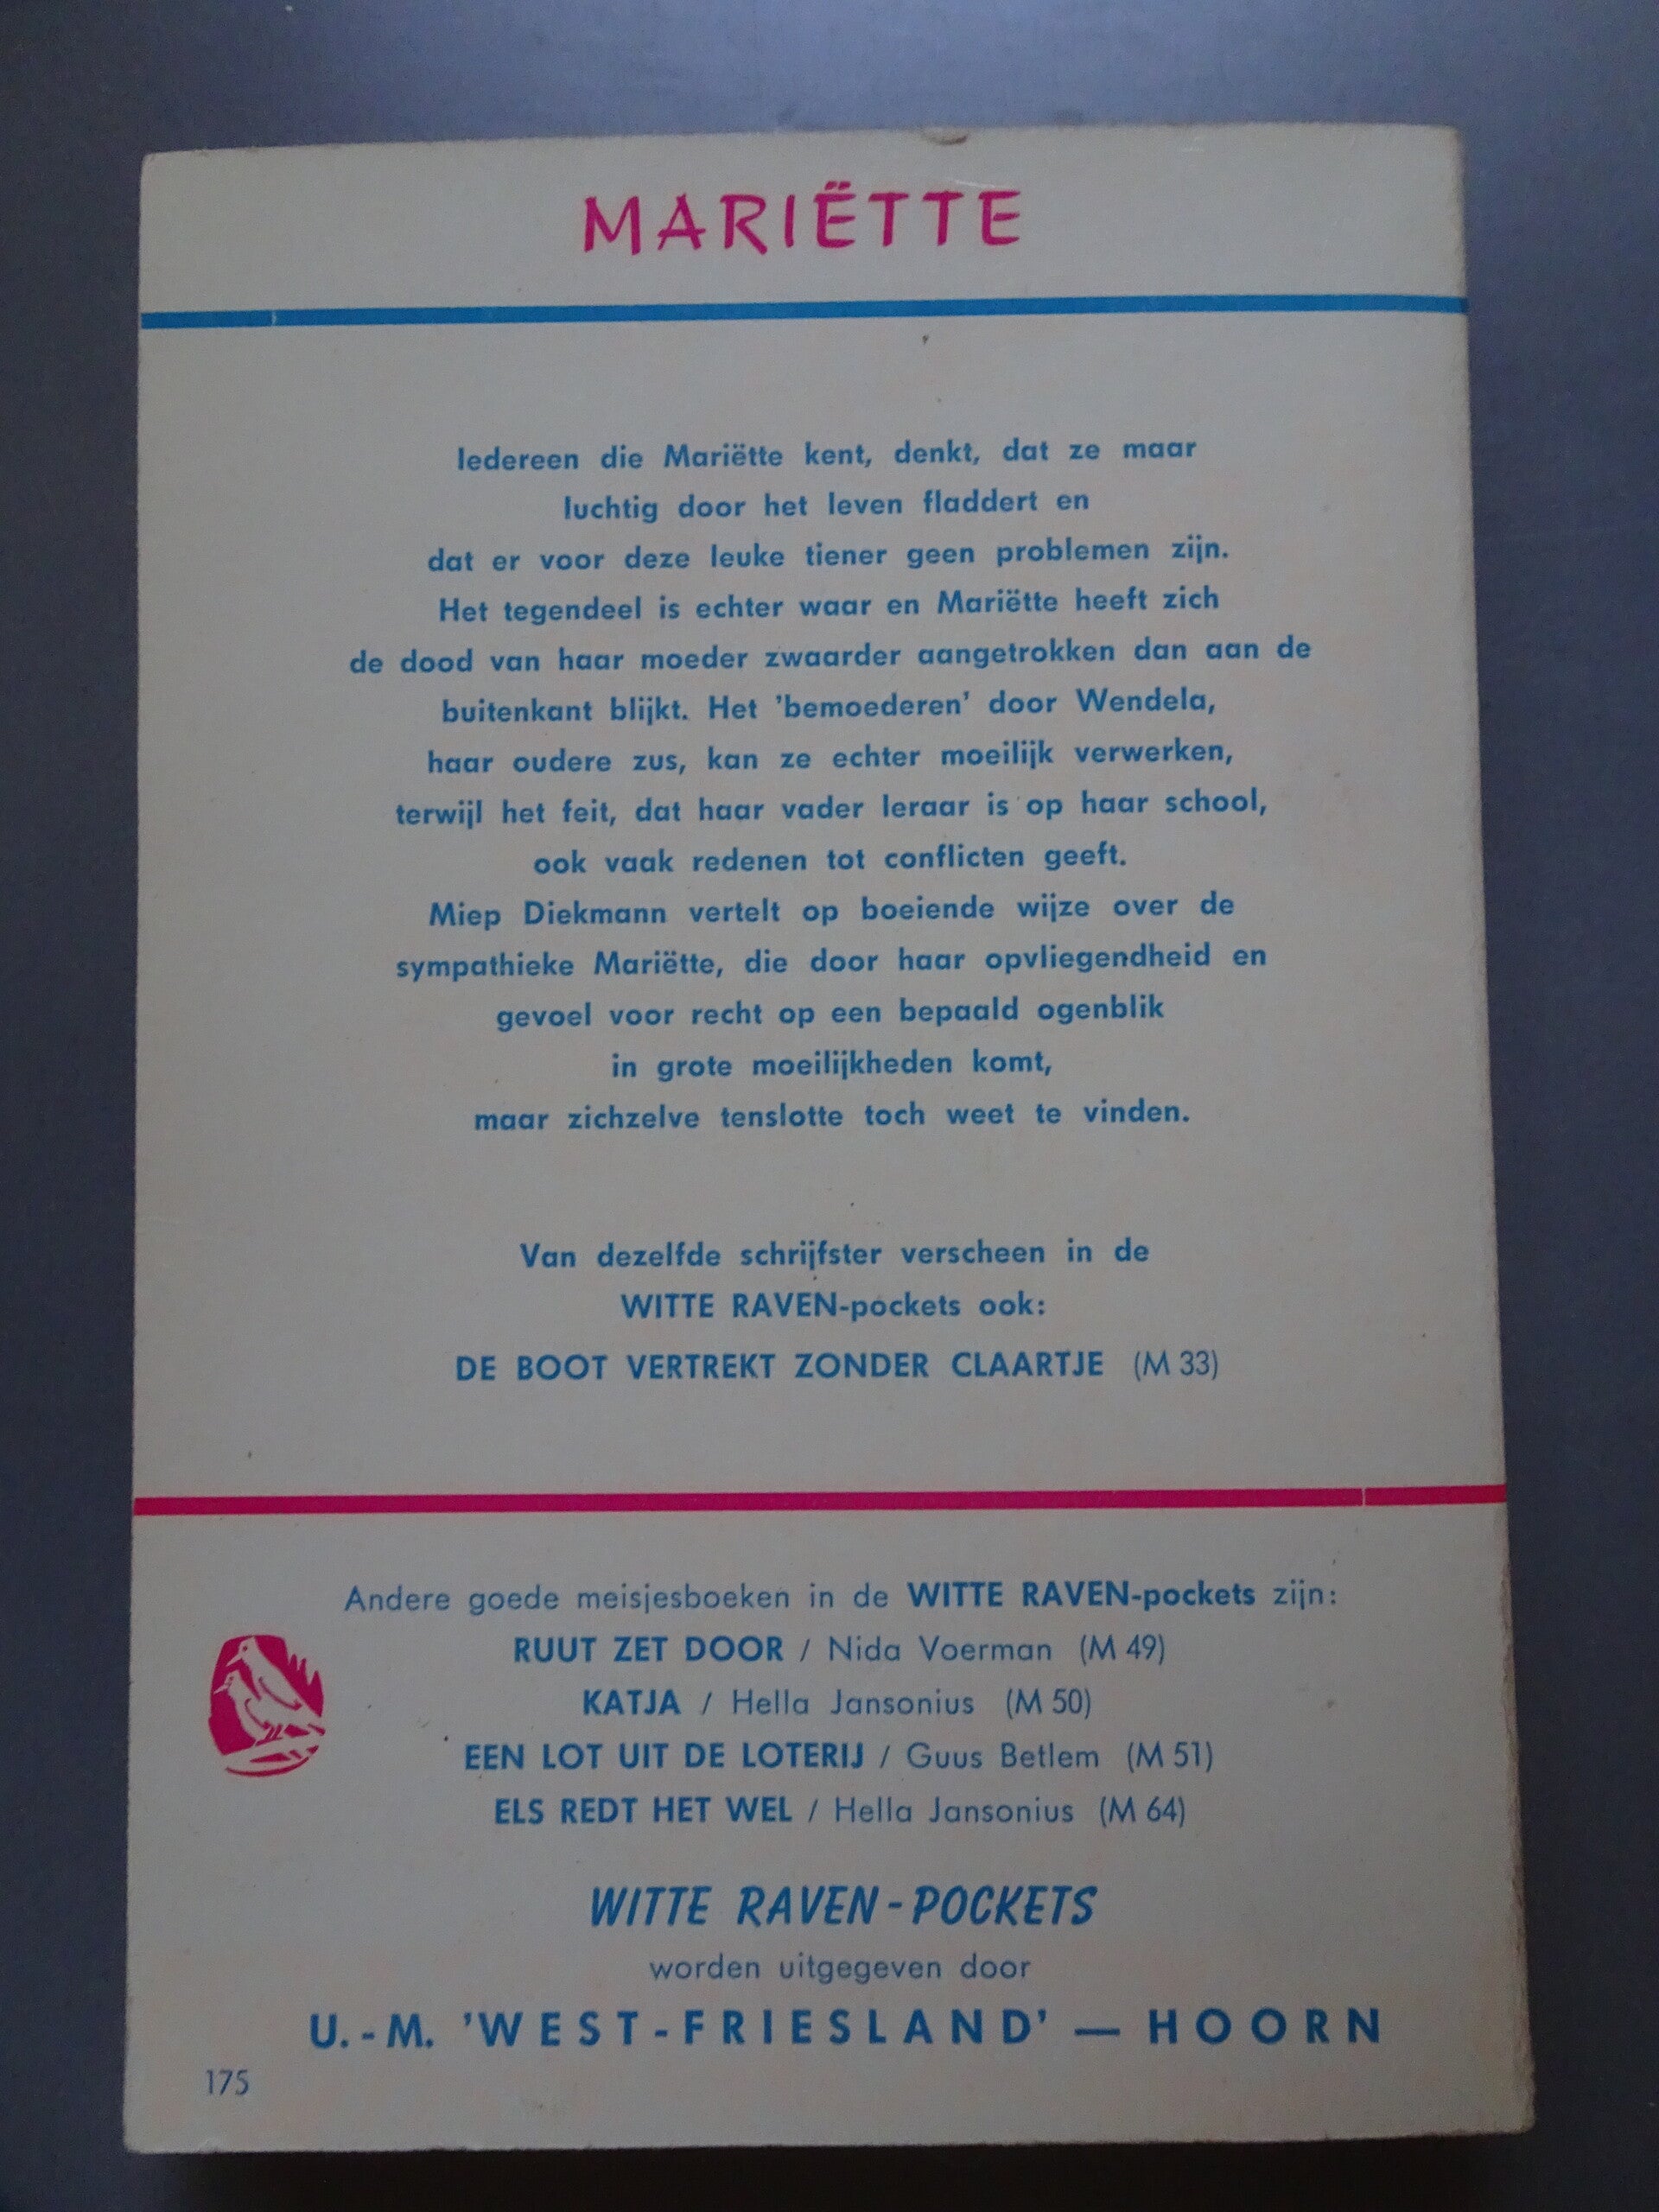 MARIËTTE
Iedereen die Mariëtte kent, denkt, dat ze maar
luchtig door het leven fladdert en
dat er voor deze leuke tiener geen problemen zijn.
Het tegendeel is echter waar en Mariëtte heeft zich
de dood van haar moeder zwaarder aangetrokken dan aan de
buitenkant blijkt. Het 'bemoederen' door Wendela,
haar oudere zus, kan ze echter moeilijk verwerken,
terwijl het feit, dat haar vader leraar is op haar school,
ook vaak redenen tot conflicten geeft.
Miep Diekmann vertelt op boeiende wijze over de
sympathieke Mariëtte, die door haar opvliegendheid en
gevoel voor recht op een bepaald ogenblik
in grote moeilijkheden komt,
maar zichzelve tenslotte toch weet te vinden.
Van dezelfde schrijfster verscheen in de
WITTE RAVEN-pockets ook:
DE BOOT VERTREKT ZONDER CLAARTJE (M 33)
Andere goede meisjesboeken in de WITTE RAVEN-pockets zijn:
RUUT ZET DOOR / Nida Voerman (M 49)
KATJA / Hella Jansonius (M 50)
EEN LOT UIT DE LOTERIJ / Guus Betlem (M 51)
ELS REDT HET WEL / Hella Jansonius (M 64)
WITTE RAVEN-POCKETS
worden uitgegeven door
U.-M. 'WEST-FRIESLAND' — HOORN
175